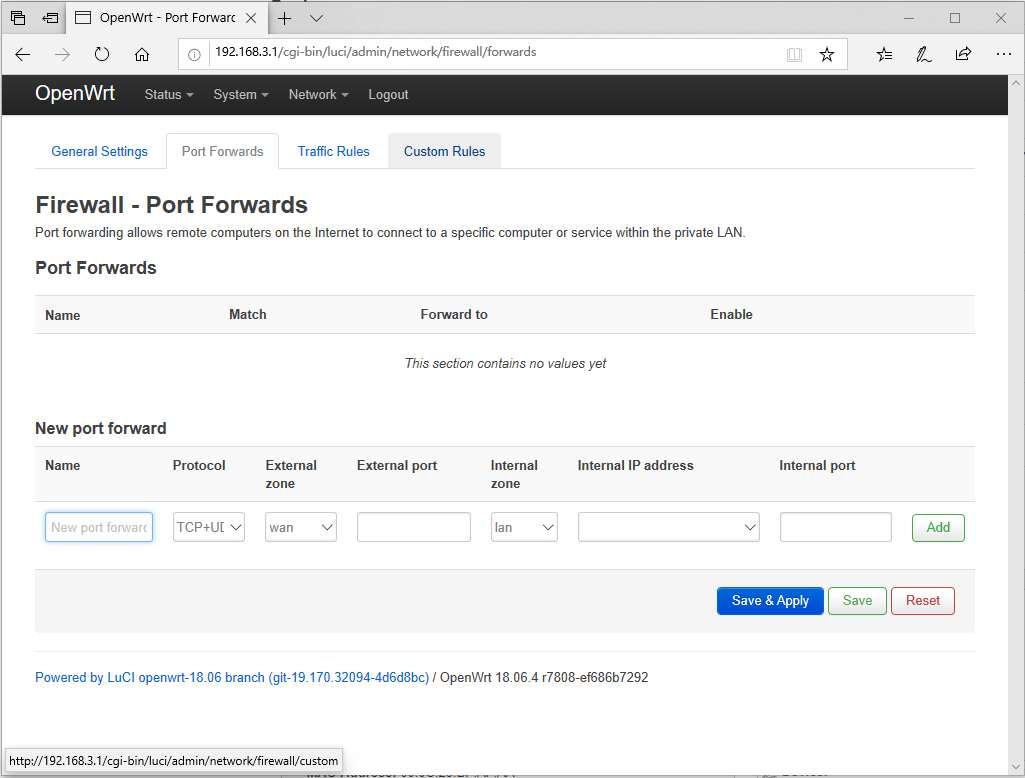 OpenWrt - Port Forwarc
192.168.3.1/cgi-bin/luci/admin/network/firewall/forwards
OpenWrt Status System Network Logout
General Settings Port Forwards Traffic Rules Custom Rules
Firewall - Port Forwards
Port forwarding allows remote computers on the Internet to connect to a specific computer or service within the private LAN.
Port Forwards
Name Match Forward to Enable
This section contains no values yet
New port forward
Name Protocol External zone External port Internal zone Internal IP address Internal port
New port forward TCP+UD wan lan Add
Save & Apply Save Reset
Powered by LuCI openwrt-18.06 branch (git-19.170.32094-4d6d8bc) / OpenWrt 18.06.4 r7808-ef686b7292
http://192.168.3.1/cgi-bin/luci/admin/network/firewall/custom